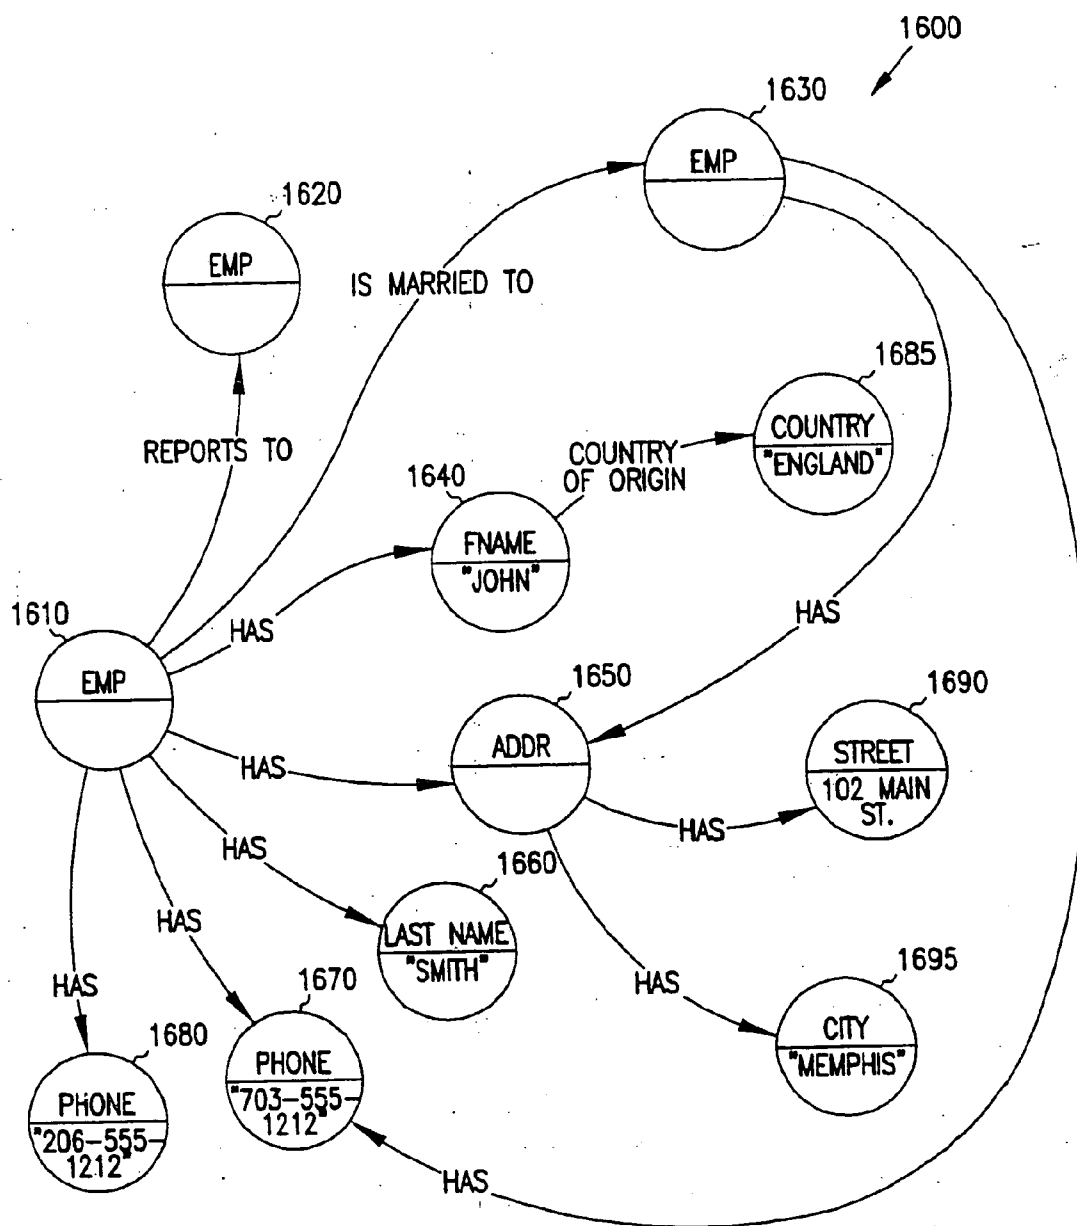 1600
1630
EMP
1620
EMP
IS MARRIED TO
1685
COUNTRY
"ENGLAND"
REPORTS TO
COUNTRY
OF ORIGIN
1640
FNAME
"JOHN"
1610
EMP
HAS
HAS
1650
ADDR
1690
STREET
102 MAIN
ST.
HAS
HAS
HAS
1660
LAST NAME
"SMITH"
HAS
HAS
1695
CITY
"MEMPHIS"
HAS
1670
PHONE
"703-555-
1212"
1680
PHONE
"206-555-
1212"
HAS